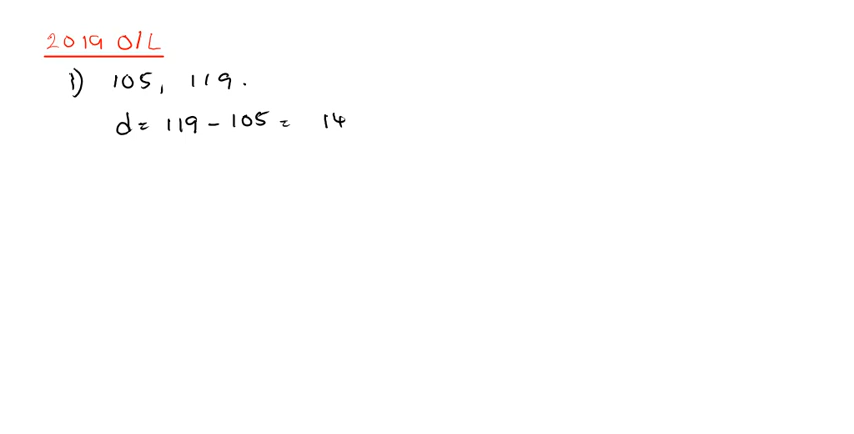 2019 O/L
1) 105, 119.
d = 119 - 105 = 14